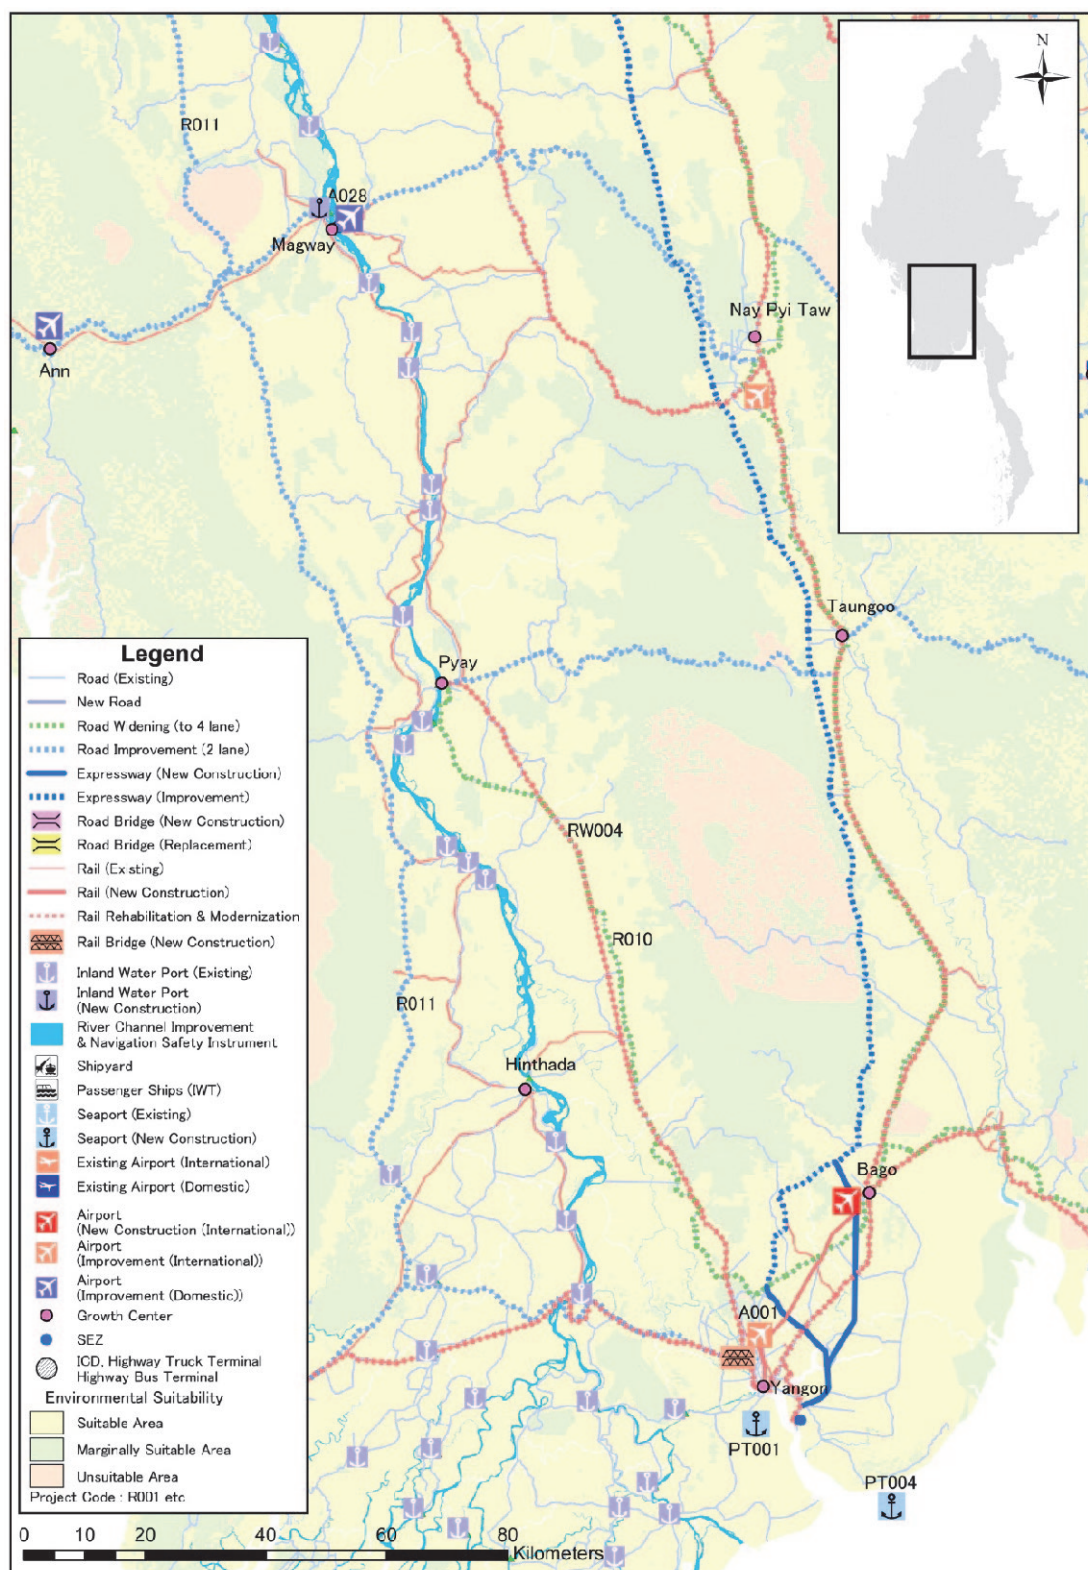 N
R011
A028
Magway
Nay Pyi Taw
Ann
Taungoo
Pyay
RW004
R010
R011
Hinthada
Bago
A001
Yangon
PT001
PT004
Legend
Road (Existing)
New Road
Road Widening (to 4 lane)
Road Improvement (2 lane)
Expressway (New Construction)
Expressway (Improvement)
Road Bridge (New Construction)
Road Bridge (Replacement)
Rail (Existing)
Rail (New Construction)
Rail Rehabilitation & Modernization
Rail Bridge (New Construction)
Inland Water Port (Existing)
Inland Water Port
(New Construction)
River Channel Improvement
& Navigation Safety Instrument
Shipyard
Passenger Ships (IWT)
Seaport (Existing)
Seaport (New Construction)
Existing Airport (International)
Existing Airport (Domestic)
Airport
(New Construction (International))
Airport
(Improvement (International))
Airport
(Improvement (Domestic))
Growth Center
SEZ
ICD, Highway Truck Terminal
Highway Bus Terminal
Environmental Suitability
Suitable Area
Marginally Suitable Area
Unsuitable Area
Project Code : R001 etc
0 10 20 40 60 80
Kilometers